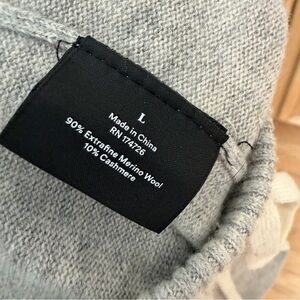 L
Made in China
RN 174726
90% Extrafine Merino Wool
10% Cashmere